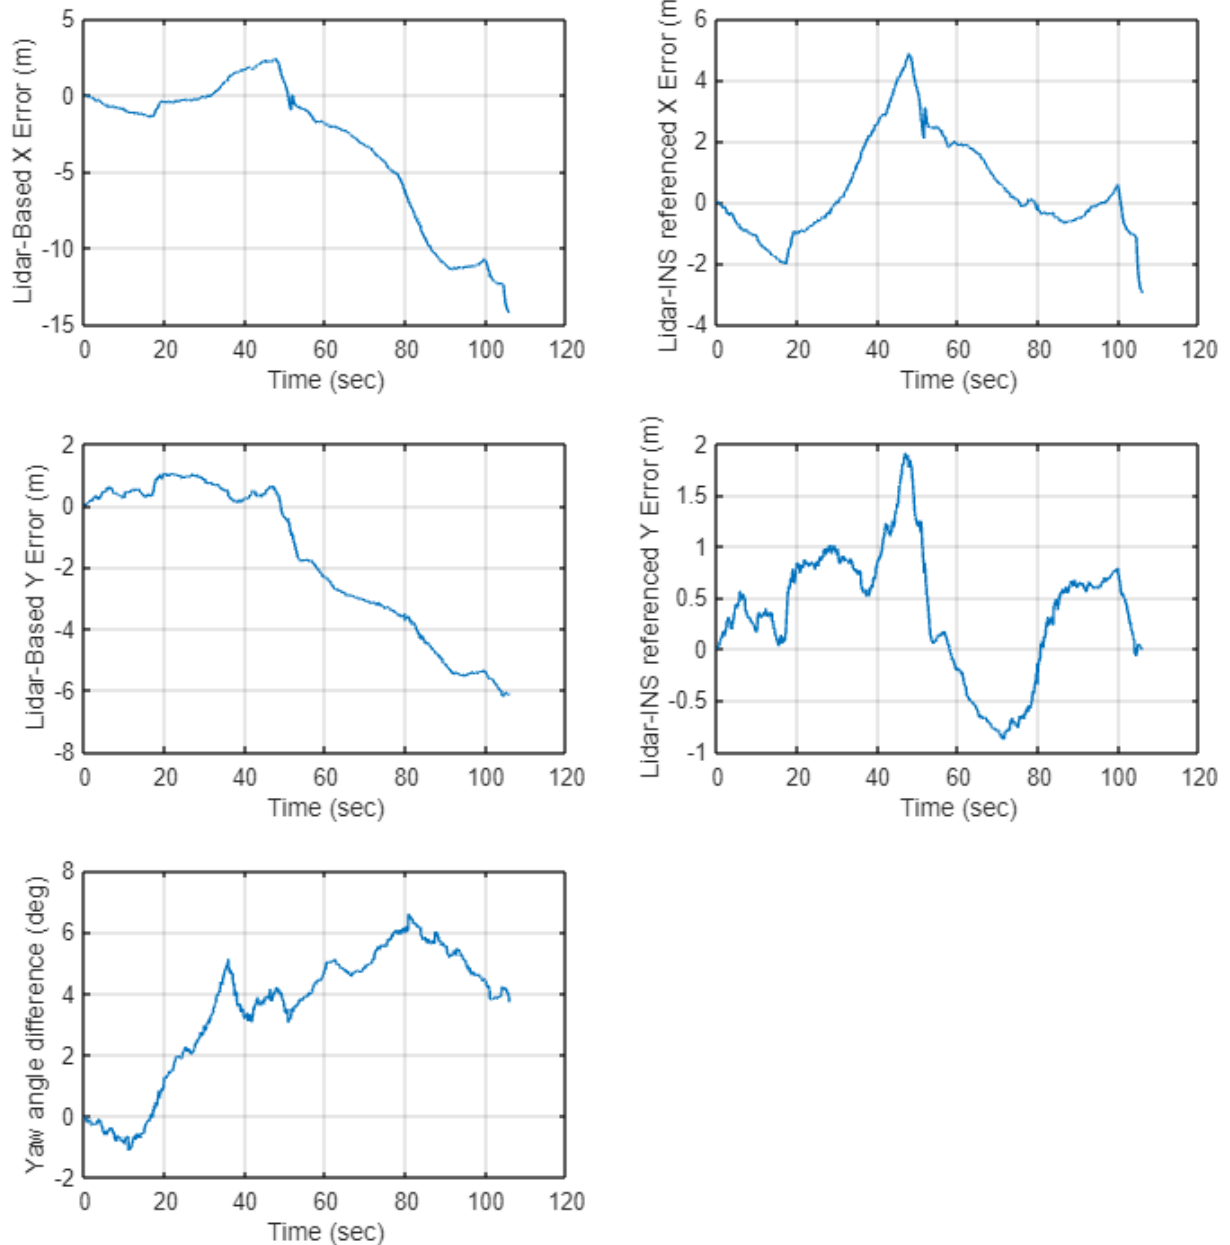 Lidar-Based X Error (m)
5
0
-5
-10
-15
0 20 40 60 80 100 120
Time (sec)
Lidar-INS referenced X Error (m
6
4
2
0
-2
-4
0 20 40 60 80 100 120
Time (sec)
Lidar-Based Y Error (m)
2
0
-2
-4
-6
-8
0 20 40 60 80 100 120
Time (sec)
Lidar-INS referenced Y Error (m)
2
1.5
1
0.5
0
-0.5
-1
0 20 40 60 80 100 120
Time (sec)
Yaw angle difference (deg)
8
6
4
2
0
-2
0 20 40 60 80 100 120
Time (sec)